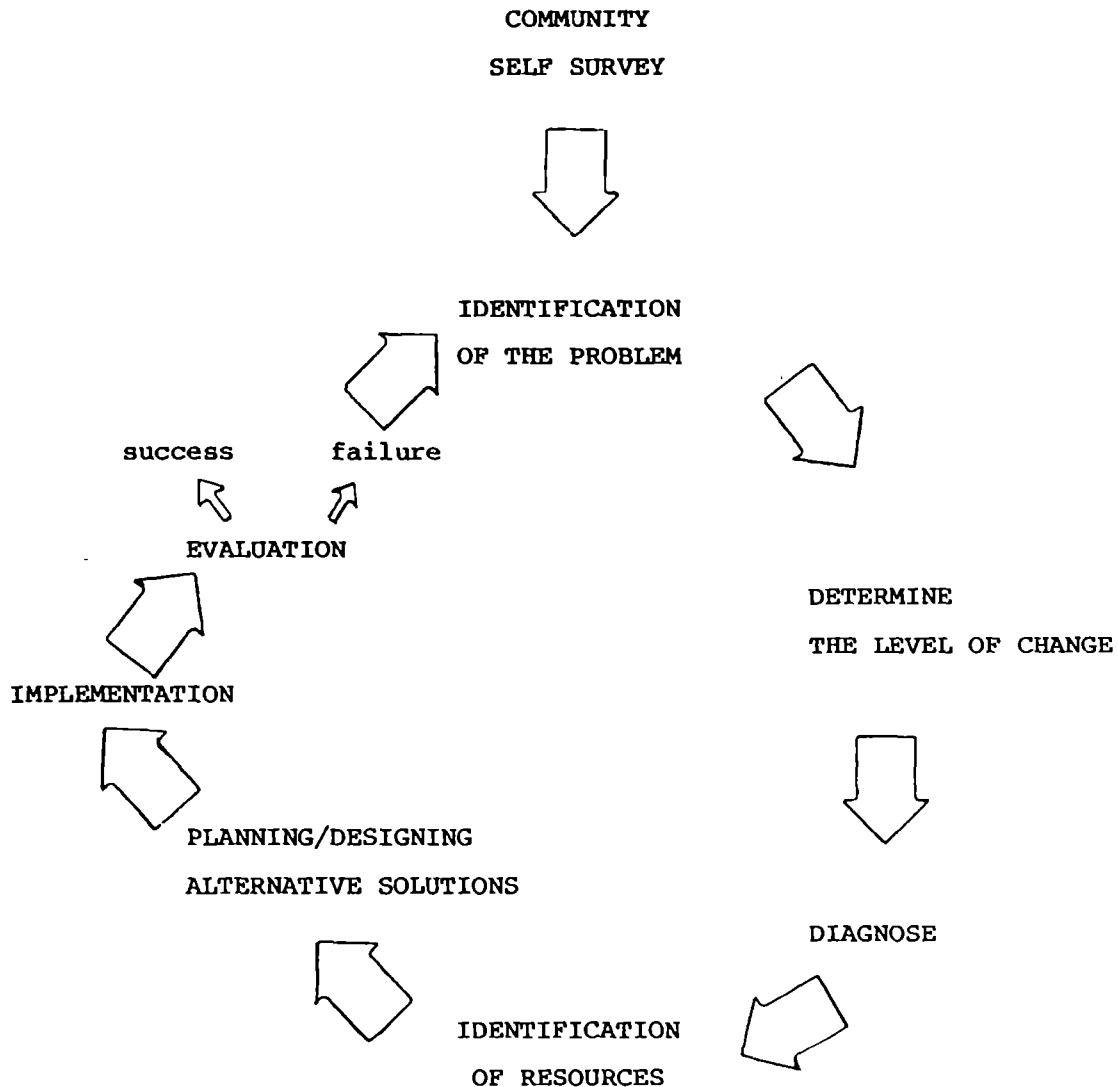 COMMUNITY
SELF SURVEY
IDENTIFICATION
OF THE PROBLEM
DETERMINE
THE LEVEL OF CHANGE
DIAGNOSE
IDENTIFICATION
OF RESOURCES
PLANNING/DESIGNING
ALTERNATIVE SOLUTIONS
IMPLEMENTATION
EVALUATION
success failure